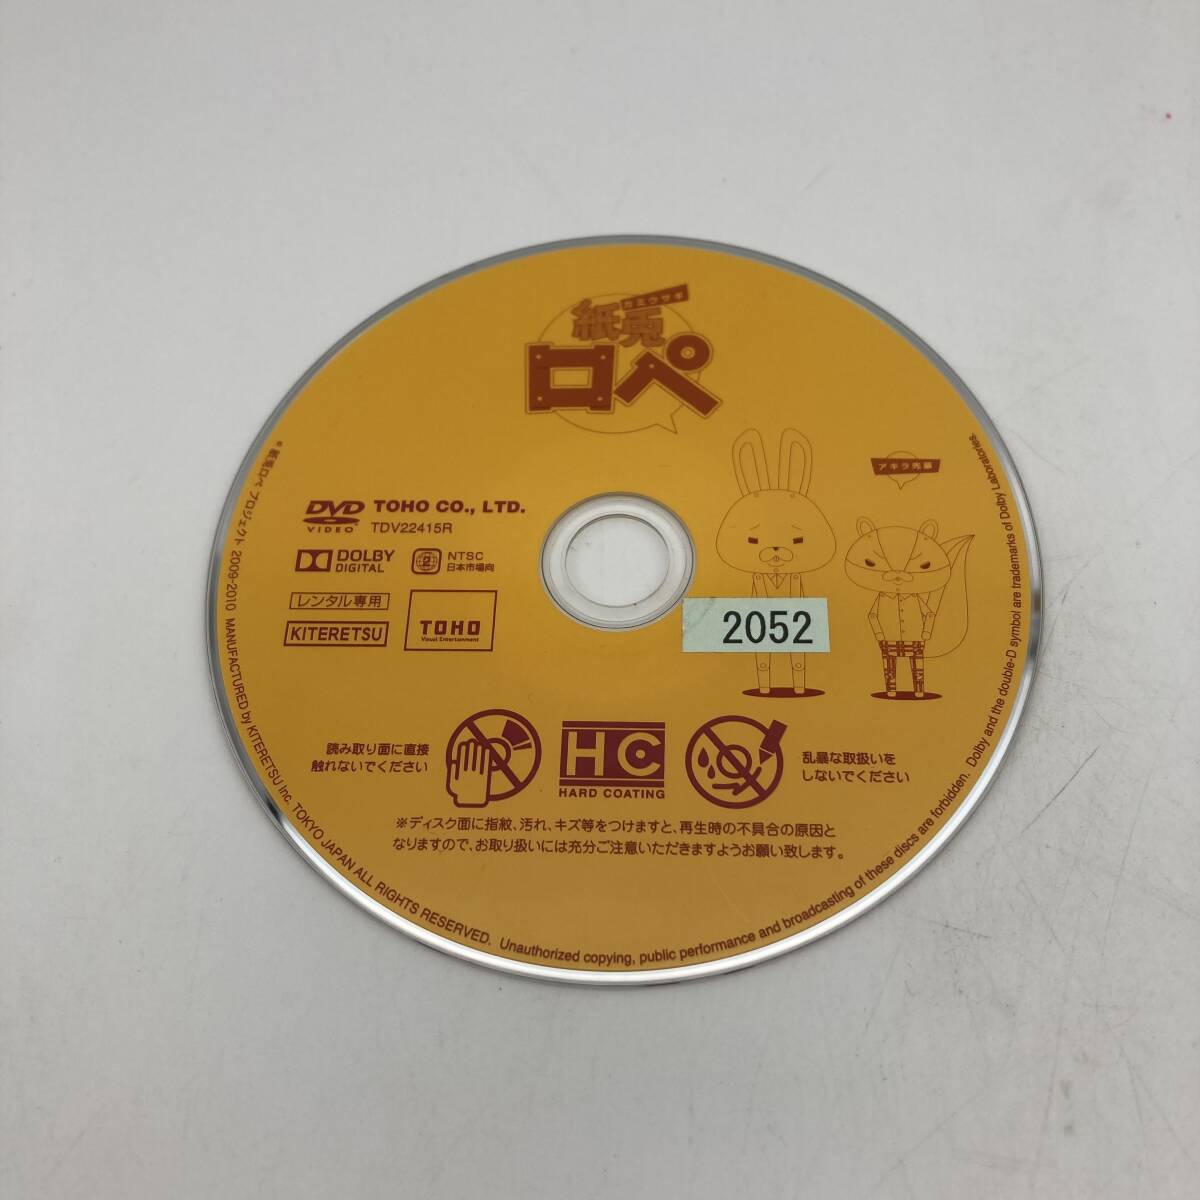 カミウサギ
紙兎
ロペ
アキラ先輩
DVD
VIDEO
TOHO CO., LTD.
TDV22415R
DOLBY
DIGITAL
2
NTSC
日本市場向
レンタル専用
KITERETSU
TOHO
Visual Entertainment
2052
読み取り面に直接
触れないでください
HC
HARD COATING
乱暴な取扱いを
しないでください
※ディスク面に指紋、汚れ、キズ等をつけますと、再生時の不具合の原因と
なりますので、お取り扱いには充分ご注意いただきますようお願い致します。
© 紙兎ロペ プロジェクト 2009-2010 MANUFACTURED by KITERETSU Inc. TOKYO JAPAN ALL RIGHTS RESERVED. Unauthorized copying, public performance and broadcasting of these discs are forbidden. Dolby and the double-D symbol are trademarks of Dolby Laboratories.